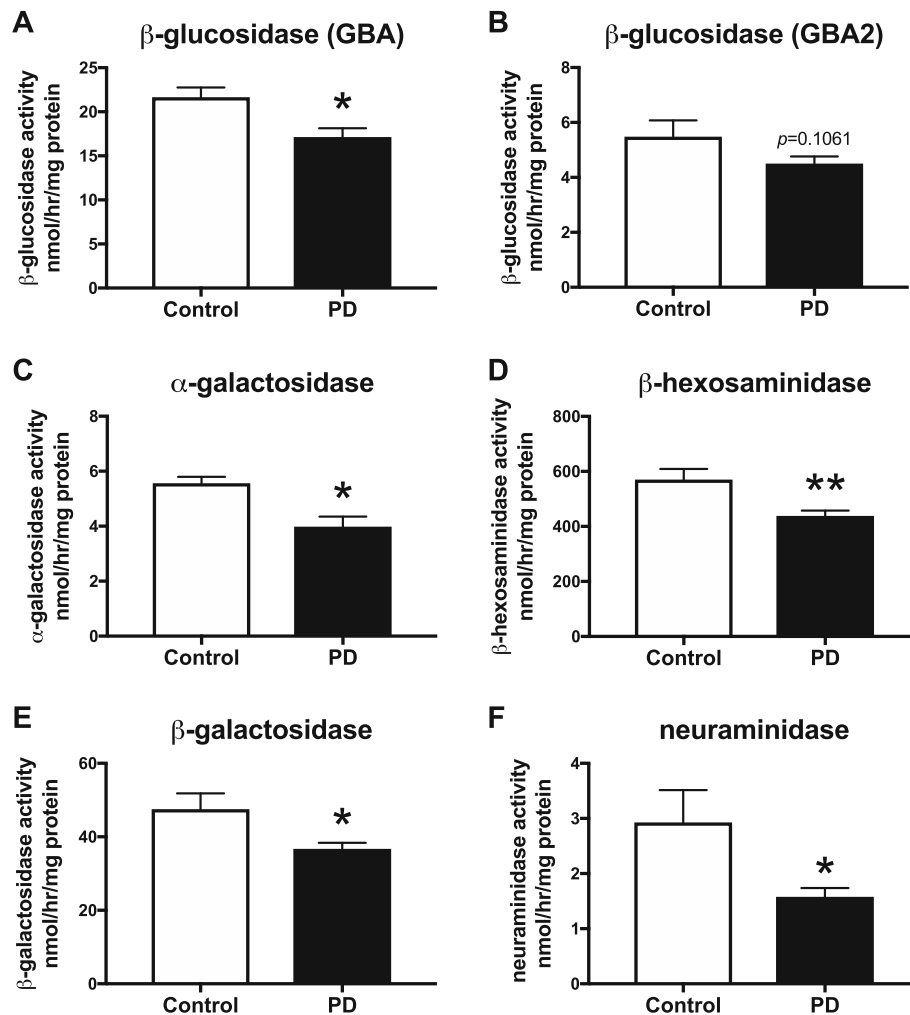 A
β-glucosidase (GBA)
β-glucosidase activity
nmol/hr/mg protein
25
20
15
10
5
0
*
Control
PD
B
β-glucosidase (GBA2)
β-glucosidase activity
nmol/hr/mg protein
8
6
4
2
0
p=0.1061
Control
PD
C
α-galactosidase
α-galactosidase activity
nmol/hr/mg protein
8
6
4
2
0
*
Control
PD
D
β-hexosaminidase
β-hexosaminidase activity
nmol/hr/mg protein
800
600
400
200
0
**
Control
PD
E
β-galactosidase
β-galactosidase activity
nmol/hr/mg protein
60
40
20
0
*
Control
PD
F
neuraminidase
neuraminidase activity
nmol/hr/mg protein
4
3
2
1
0
*
Control
PD